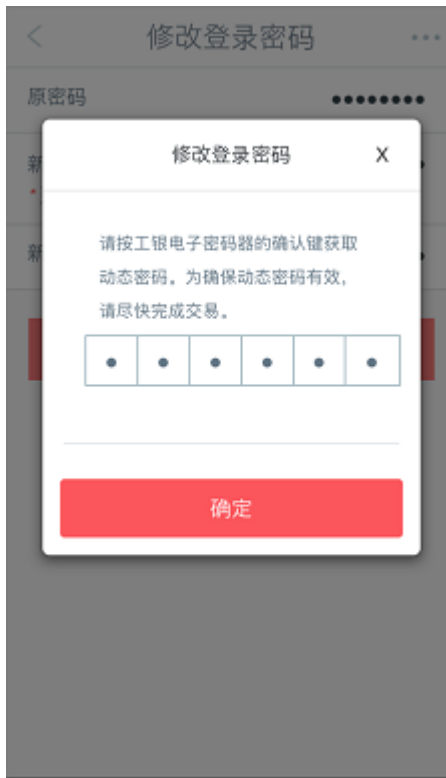 修改登录密码
原密码
新
*
修改登录密码 X
请按工银电子密码器的确认键获取
动态密码。为确保动态密码有效,
请尽快完成交易。
新
确定